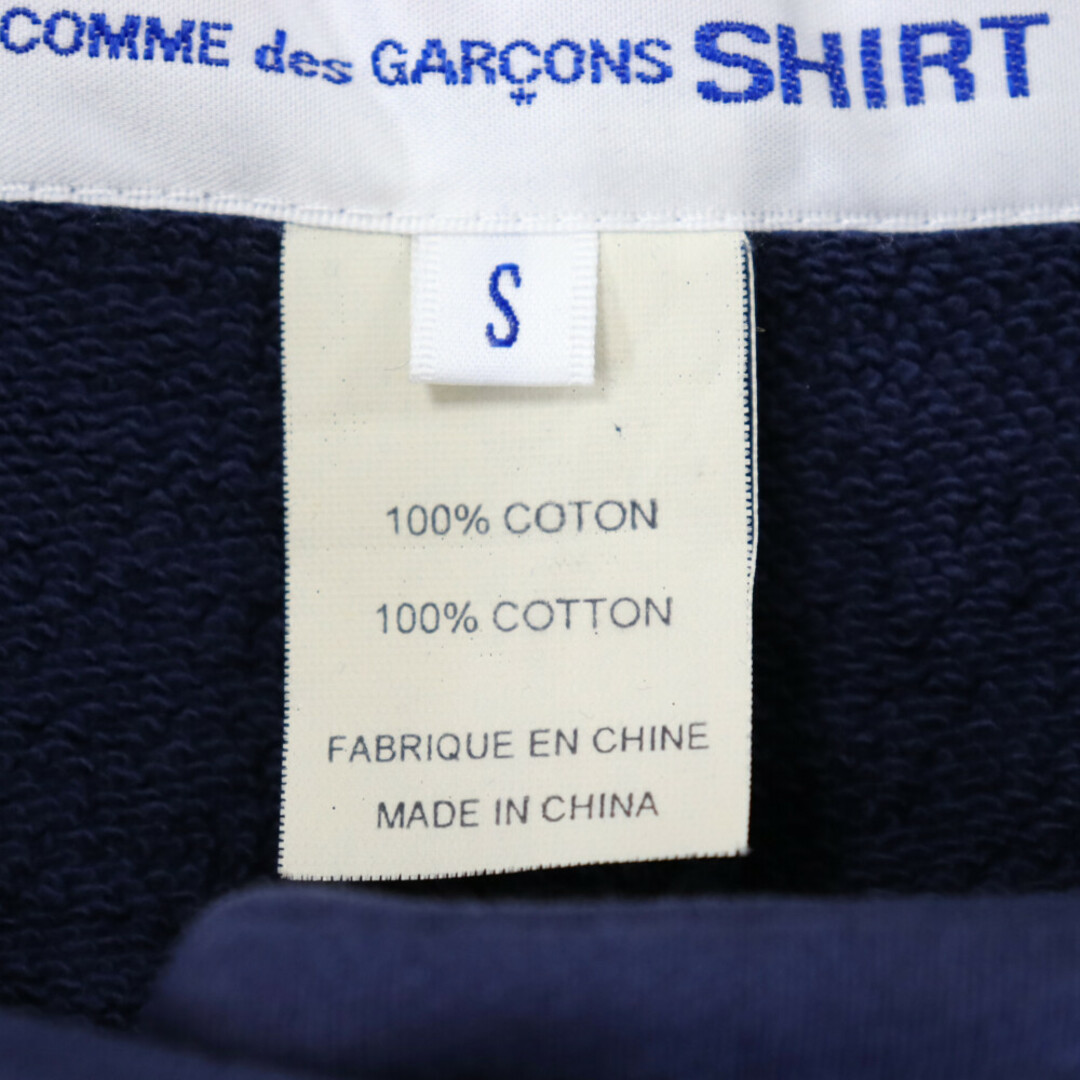 COMME des GARÇONS SHIRT
S
100% COTON
100% COTTON
FABRIQUE EN CHINE
MADE IN CHINA